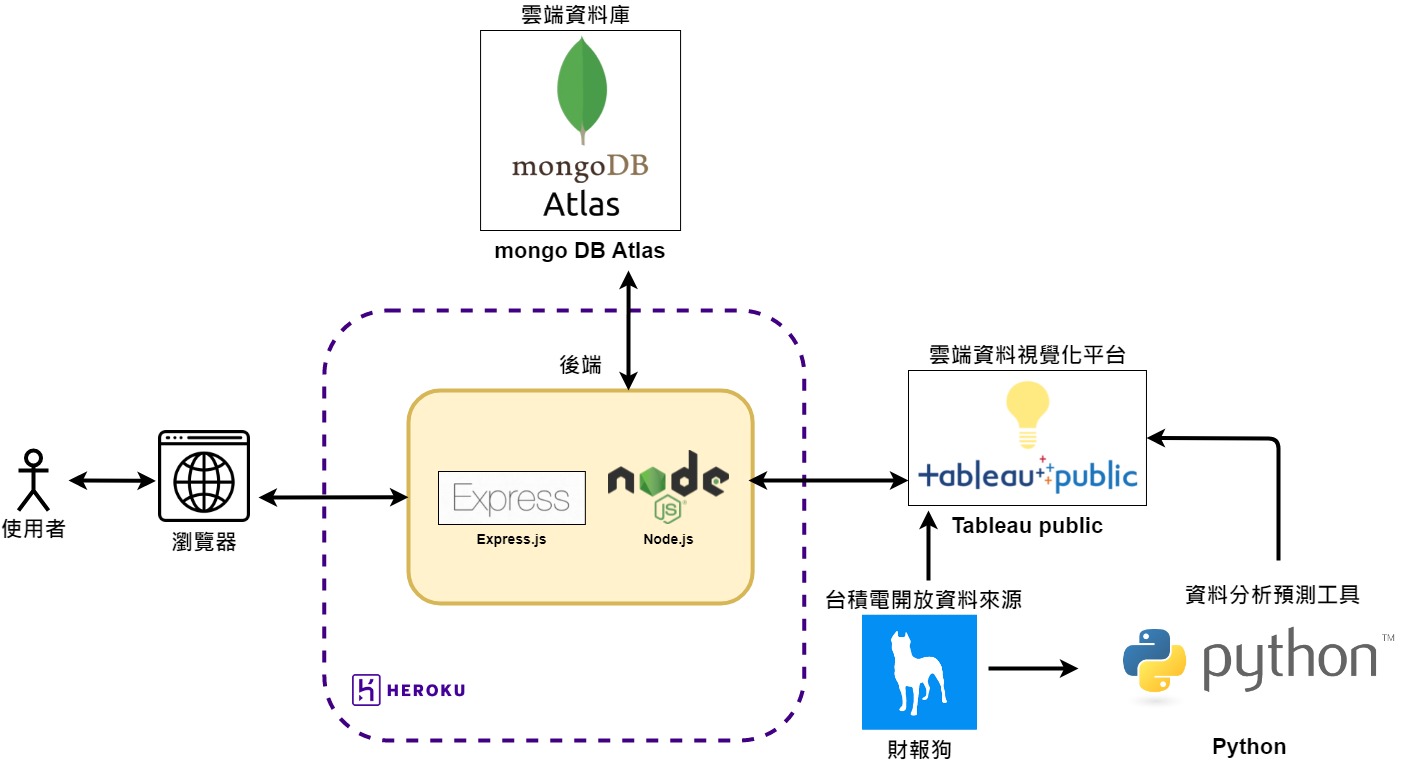 雲端資料庫
mongoDB
Atlas
mongo DB Atlas
後端
雲端資料視覺化平台
tableau public
Tableau public
Express
node
JS
Express.js
Node.js
使用者
瀏覽器
HEROKU
台積電開放資料來源
財報狗
資料分析預測工具
python™
Python